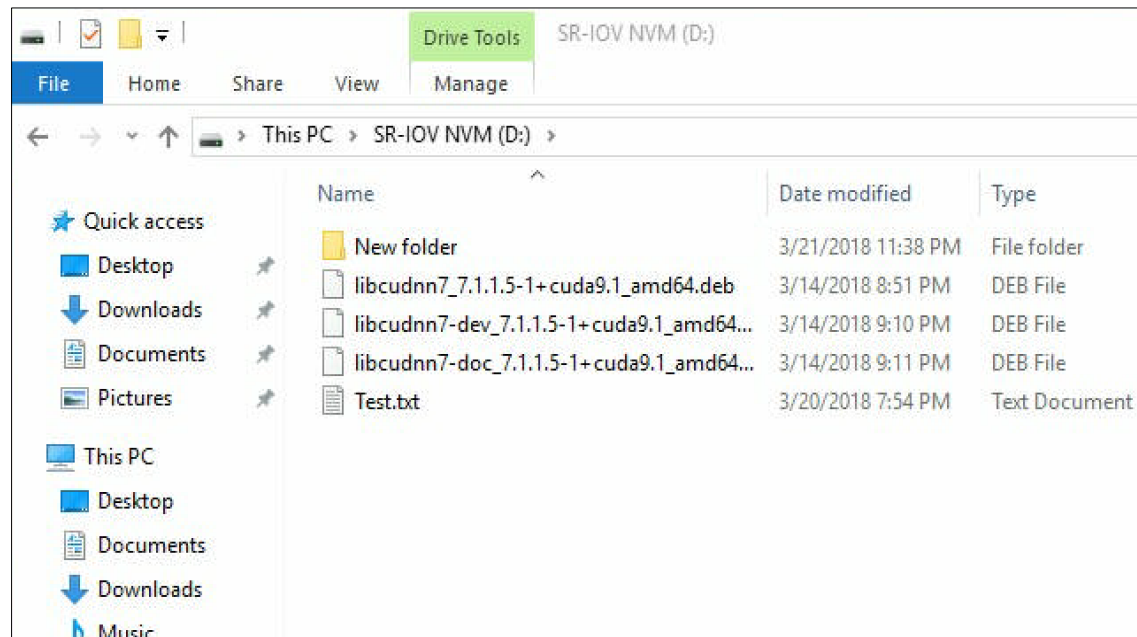 Drive Tools SR-IOV NVM (D:)
File Home Share View Manage
This PC > SR-IOV NVM (D:) >
Name Date modified Type
Quick access
Desktop
Downloads
Documents
Pictures
This PC
Desktop
Documents
Downloads
Music
New folder 3/21/2018 11:38 PM File folder
libcudnn7_7.1.1.5-1+cuda9.1_amd64.deb 3/14/2018 8:51 PM DEB File
libcudnn7-dev_7.1.1.5-1+cuda9.1_amd64... 3/14/2018 9:10 PM DEB File
libcudnn7-doc_7.1.1.5-1+cuda9.1_amd64... 3/14/2018 9:11 PM DEB File
Test.txt 3/20/2018 7:54 PM Text Document